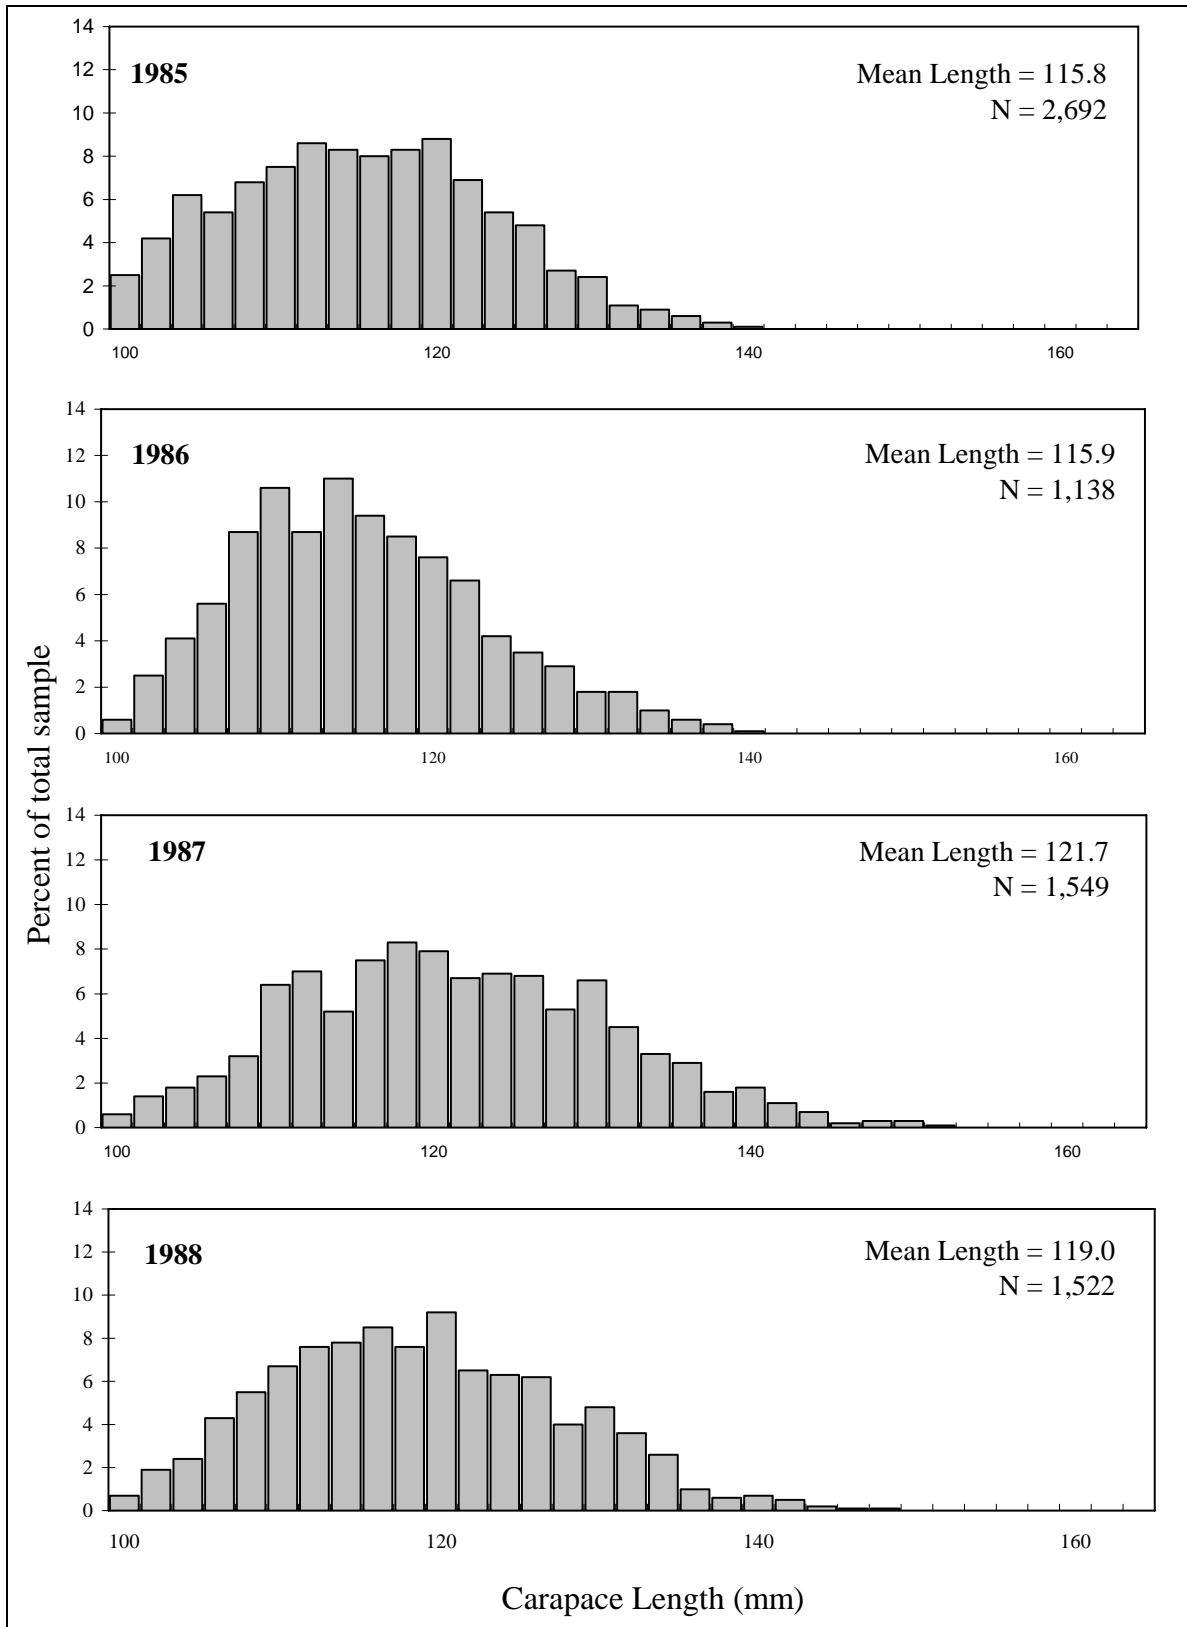 14
12
10
8
6
4
2
0
1985
Mean Length = 115.8
N = 2,692
100 120 140 160
14
12
10
8
6
4
2
0
1986
Mean Length = 115.9
N = 1,138
100 120 140 160
Percent of total sample
14
12
10
8
6
4
2
0
1987
Mean Length = 121.7
N = 1,549
100 120 140 160
14
12
10
8
6
4
2
0
1988
Mean Length = 119.0
N = 1,522
100 120 140 160
Carapace Length (mm)